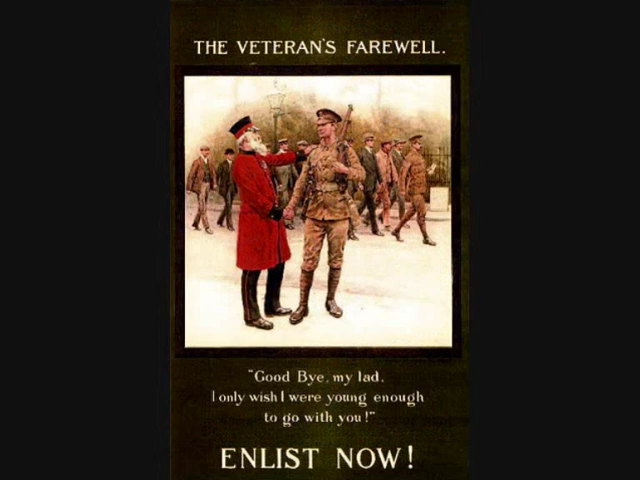 THE VETERAN'S FAREWELL.
"Good Bye, my lad,
I only wish I were young enough
to go with you!"
ENLIST NOW!